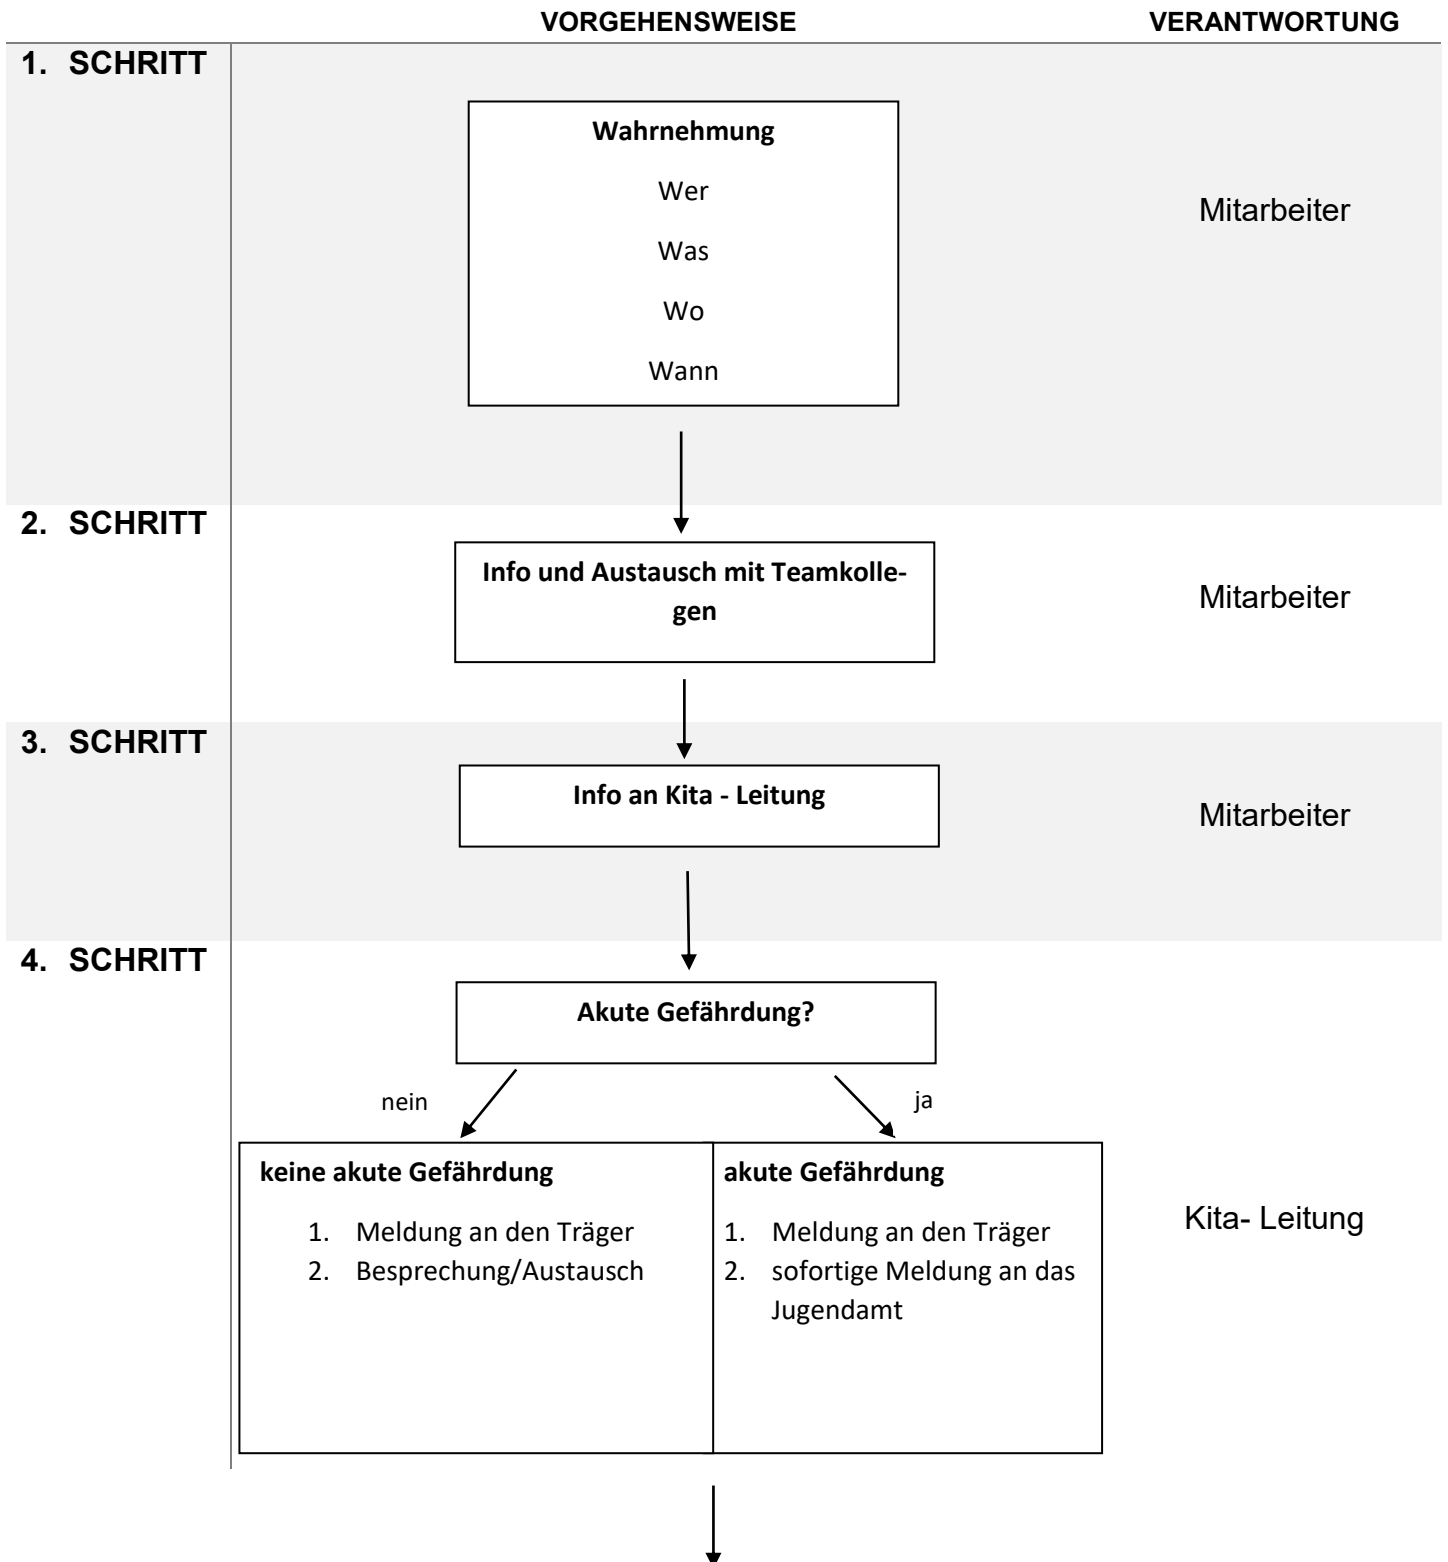 VORGEHENSWEISE VERANTWORTUNG
1. SCHRITT
Wahrnehmung
Wer
Was
Wo
Wann
Mitarbeiter
2. SCHRITT
Info und Austausch mit Teamkolle-
gen
Mitarbeiter
3. SCHRITT
Info an Kita - Leitung
Mitarbeiter
4. SCHRITT
Akute Gefährdung?
nein
ja
keine akute Gefährdung
1. Meldung an den Träger
2. Besprechung/Austausch
akute Gefährdung
1. Meldung an den Träger
2. sofortige Meldung an das
Jugendamt
Kita- Leitung